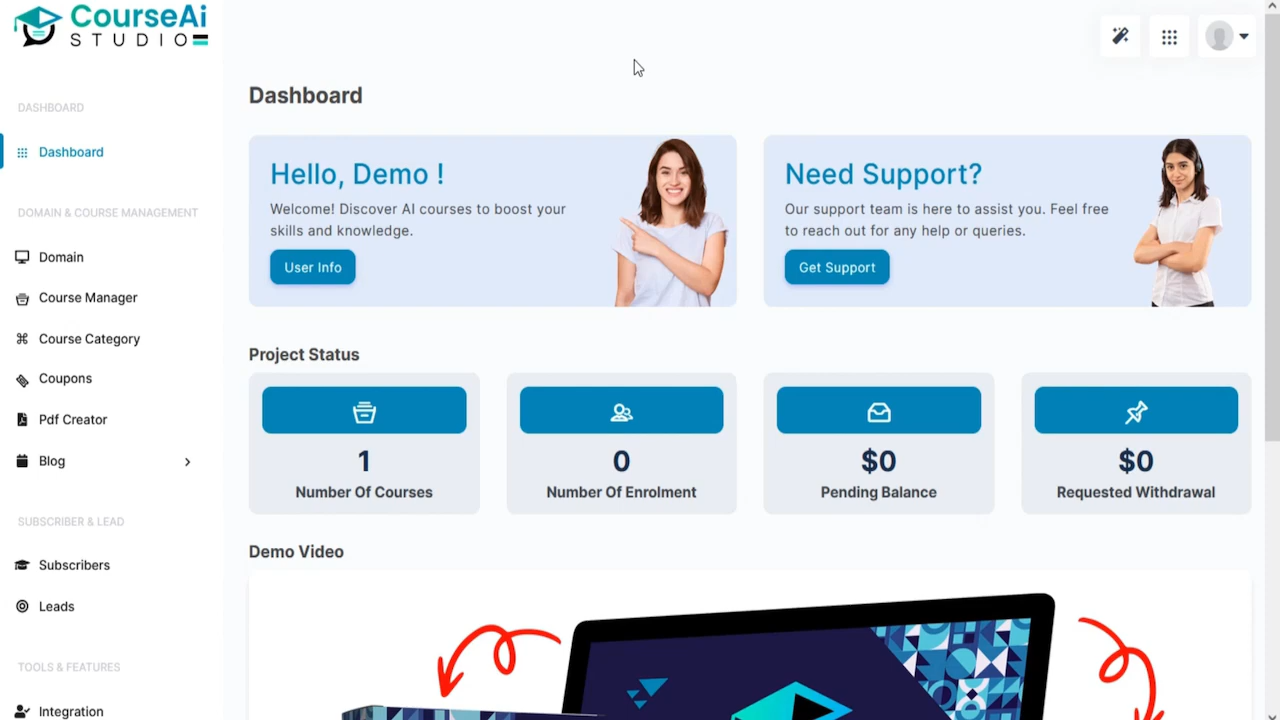 CourseAi
STUDIO
DASHBOARD
Dashboard
DOMAIN & COURSE MANAGEMENT
Domain
Course Manager
Course Category
Coupons
Pdf Creator
Blog
SUBSCRIBER & LEAD
Subscribers
Leads
TOOLS & FEATURES
Integration
Dashboard
Hello, Demo !
Welcome! Discover AI courses to boost your
skills and knowledge.
User Info
Need Support?
Our support team is here to assist you. Feel free
to reach out for any help or queries.
Get Support
Project Status
1
Number Of Courses
0
Number Of Enrolment
$0
Pending Balance
$0
Requested Withdrawal
Demo Video